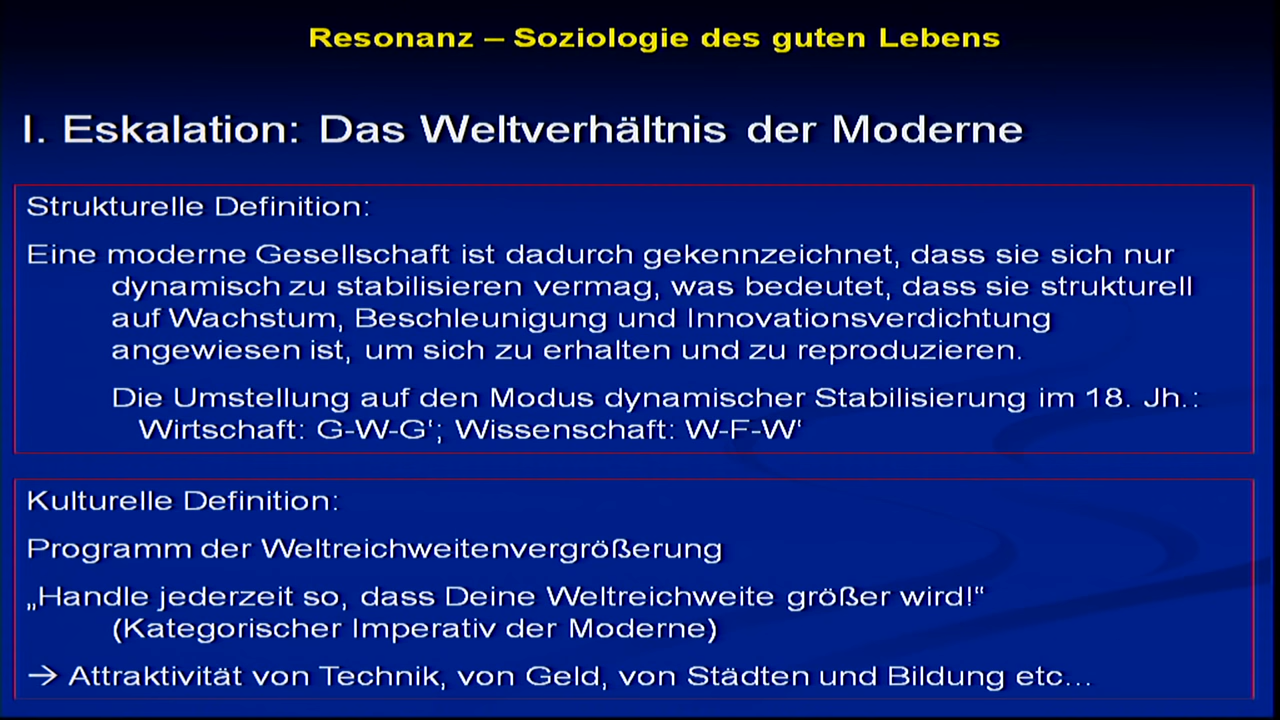 Resonanz – Soziologie des guten Lebens
I. Eskalation: Das Weltverhältnis der Moderne
Strukturelle Definition:
Eine moderne Gesellschaft ist dadurch gekennzeichnet, dass sie sich nur
dynamisch zu stabilisieren vermag, was bedeutet, dass sie strukturell
auf Wachstum, Beschleunigung und Innovationsverdichtung
angewiesen ist, um sich zu erhalten und zu reproduzieren.
Die Umstellung auf den Modus dynamischer Stabilisierung im 18. Jh.:
Wirtschaft: G-W-G‘; Wissenschaft: W-F-W‘
Kulturelle Definition:
Programm der Weltreichweitenvergrößerung
„Handle jederzeit so, dass Deine Weltreichweite größer wird!“
(Kategorischer Imperativ der Moderne)
→ Attraktivität von Technik, von Geld, von Städten und Bildung etc…